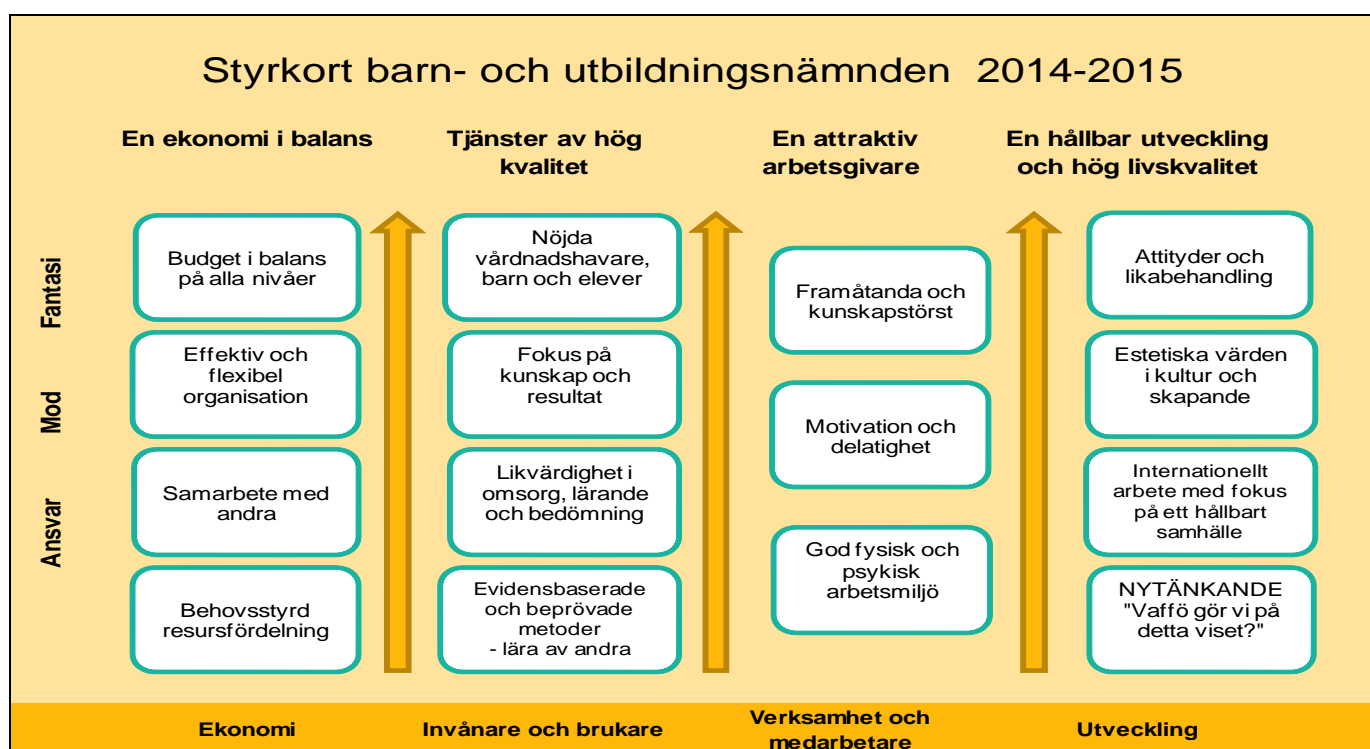 Styrkort barn- och utbildningsnämnden 2014-2015
En ekonomi i balans
Tjänster av hög
kvalitet
En attraktiv
arbetsgivare
En hållbar utveckling
och hög livskvalitet
Fantasi
Mod
Ansvar
Budget i balans
på alla nivåer
Effektiv och
flexibel
organisation
Samarbete med
andra
Behovsstyrd
resursfördelning
Nöjda
vårdnadshavare,
barn och elever
Fokus på
kunskap och
resultat
Likvärdighet i
omsorg, lärande
och bedömning
Evidensbaserade
och beprövade
metoder
- lära av andra
Framåtanda och
kunskapstörst
Motivation och
delatighet
God fysisk och
psykisk
arbetsmiljö
Attityder och
likabehandling
Estetiska värden
i kultur och
skapande
Internationellt
arbete med fokus
på ett hållbart
samhälle
NYTÄNKANDE
"Vaffö gör vi på
detta viset?"
Ekonomi
Invånare och brukare
Verksamhet och
medarbetare
Utveckling